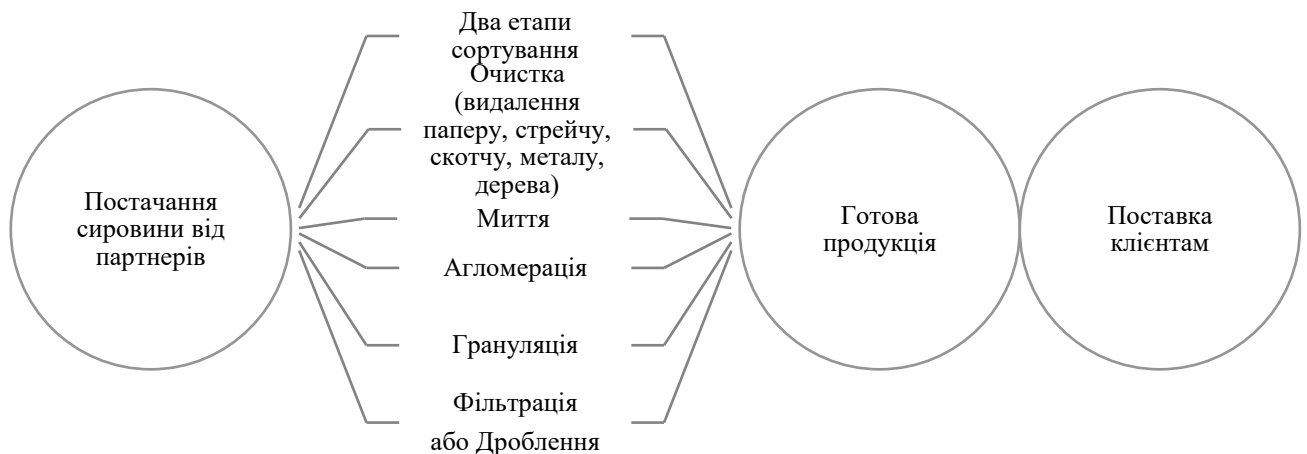 Постачання
сировини від
партнерів
Два етапи
сортування
Очистка
(видалення
паперу, стрейчу,
скотчу, металу,
дерева)
Миття
Агломерація
Грануляція
Фільтрація
або Дроблення
Готова
продукція
Поставка
клієнтам